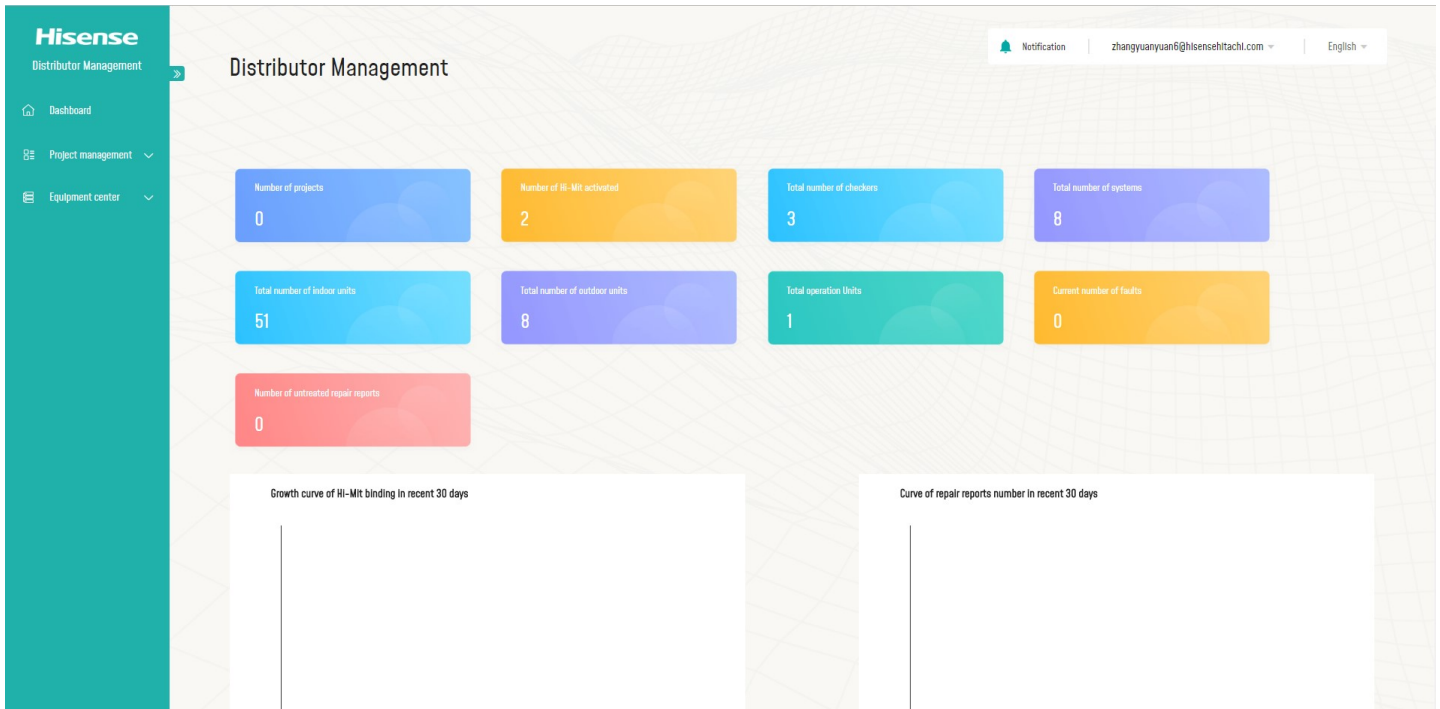 Hisense
Distributor Management
Dashboard
Project management
Equipment center
Distributor Management
Notification
zhangyuanyuan6@hisensehitachi.com
English
Number of projects
0
Number of Hi-Mit activated
2
Total number of checkers
3
Total number of systems
8
Total number of indoor units
51
Total number of outdoor units
8
Total operation Units
1
Current number of faults
0
Number of untreated repair reports
0
Growth curve of Hi-Mit binding in recent 30 days
Curve of repair reports number in recent 30 days